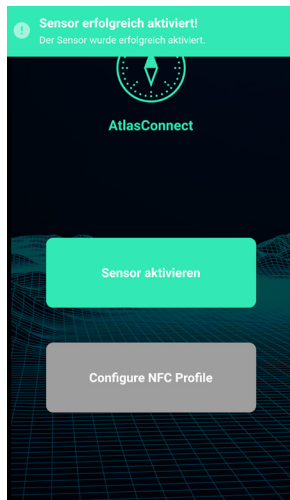 Sensor erfolgreich aktiviert!
Der Sensor wurde erfolgreich aktiviert.
AtlasConnect
Sensor aktivieren
Configure NFC Profile